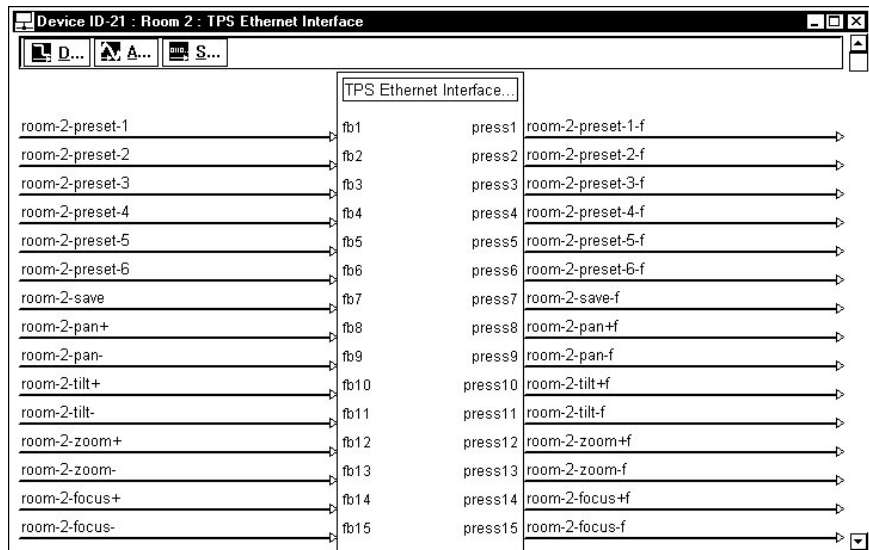 Device ID-21 : Room 2 : TPS Ethernet Interface
D... A... S...
TPS Ethernet Interface...
room-2-preset-1 fb1 press1 room-2-preset-1-f
room-2-preset-2 fb2 press2 room-2-preset-2-f
room-2-preset-3 fb3 press3 room-2-preset-3-f
room-2-preset-4 fb4 press4 room-2-preset-4-f
room-2-preset-5 fb5 press5 room-2-preset-5-f
room-2-preset-6 fb6 press6 room-2-preset-6-f
room-2-save fb7 press7 room-2-save-f
room-2-pan+ fb8 press8 room-2-pan+f
room-2-pan- fb9 press9 room-2-pan-f
room-2-tilt+ fb10 press10 room-2-tilt+f
room-2-tilt- fb11 press11 room-2-tilt-f
room-2-zoom+ fb12 press12 room-2-zoom+f
room-2-zoom- fb13 press13 room-2-zoom-f
room-2-focus+ fb14 press14 room-2-focus+f
room-2-focus- fb15 press15 room-2-focus-f